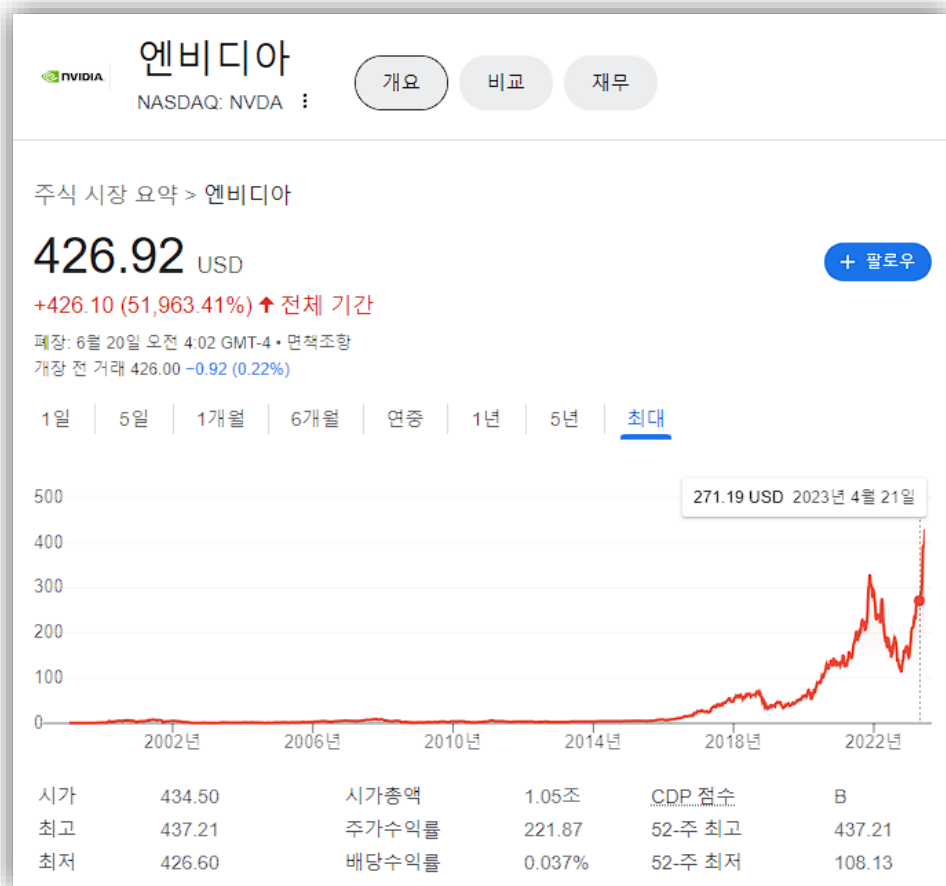 엔비디아
NVIDIA
NASDAQ: NVDA
개요
비교
재무
주식 시장 요약 > 엔비디아
426.92 USD
+ 팔로우
+426.10 (51,963.41%) 전체 기간
폐장: 6월 20일 오전 4:02 GMT-4 • 면책조항
개장 전 거래 426.00 −0.92 (0.22%)
1일 5일 1개월 6개월 연중 1년 5년 최대
271.19 USD 2023년 4월 21일
500
400
300
200
100
0
2002년 2006년 2010년 2014년 2018년 2022년
시가 434.50 시가총액 1.05조 CDP 점수 B
최고 437.21 주가수익률 221.87 52-주 최고 437.21
최저 426.60 배당수익률 0.037% 52-주 최저 108.13